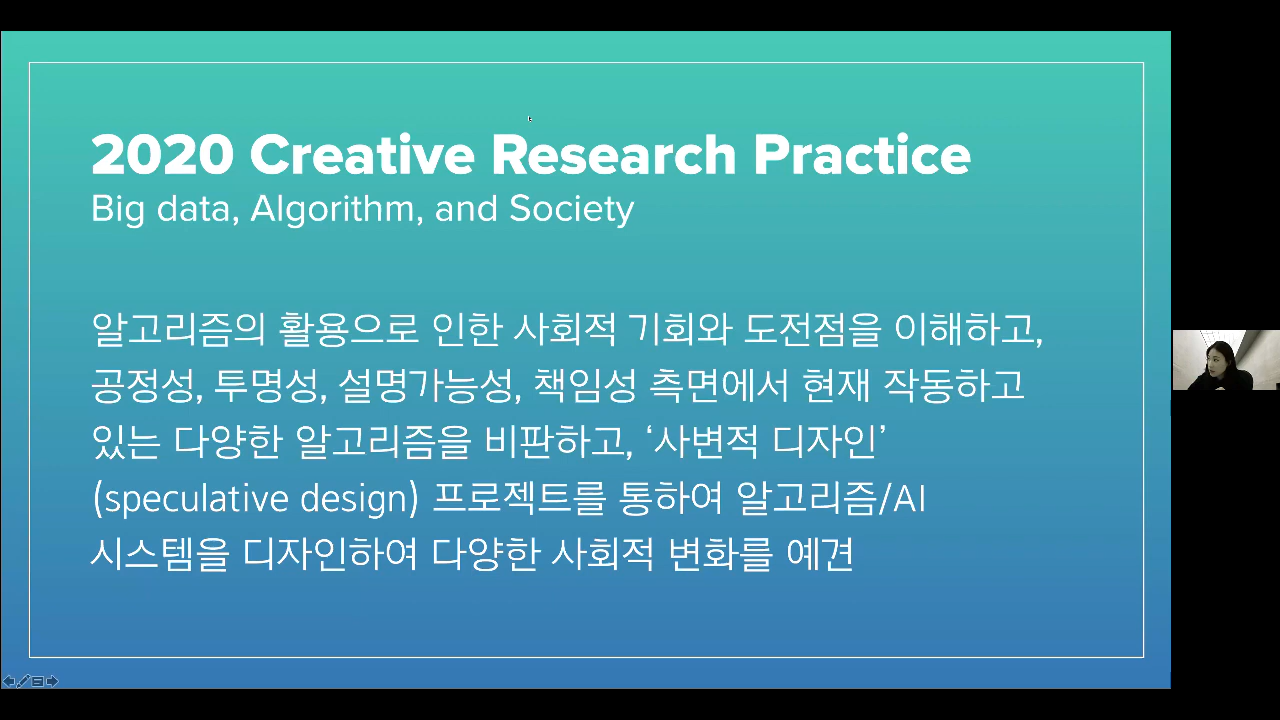 2020 Creative Research Practice
Big data, Algorithm, and Society
알고리즘의 활용으로 인한 사회적 기회와 도전점을 이해하고,
공정성, 투명성, 설명가능성, 책임성 측면에서 현재 작동하고
있는 다양한 알고리즘을 비판하고, ‘사변적 디자인’
(speculative design) 프로젝트를 통하여 알고리즘/AI
시스템을 디자인하여 다양한 사회적 변화를 예견